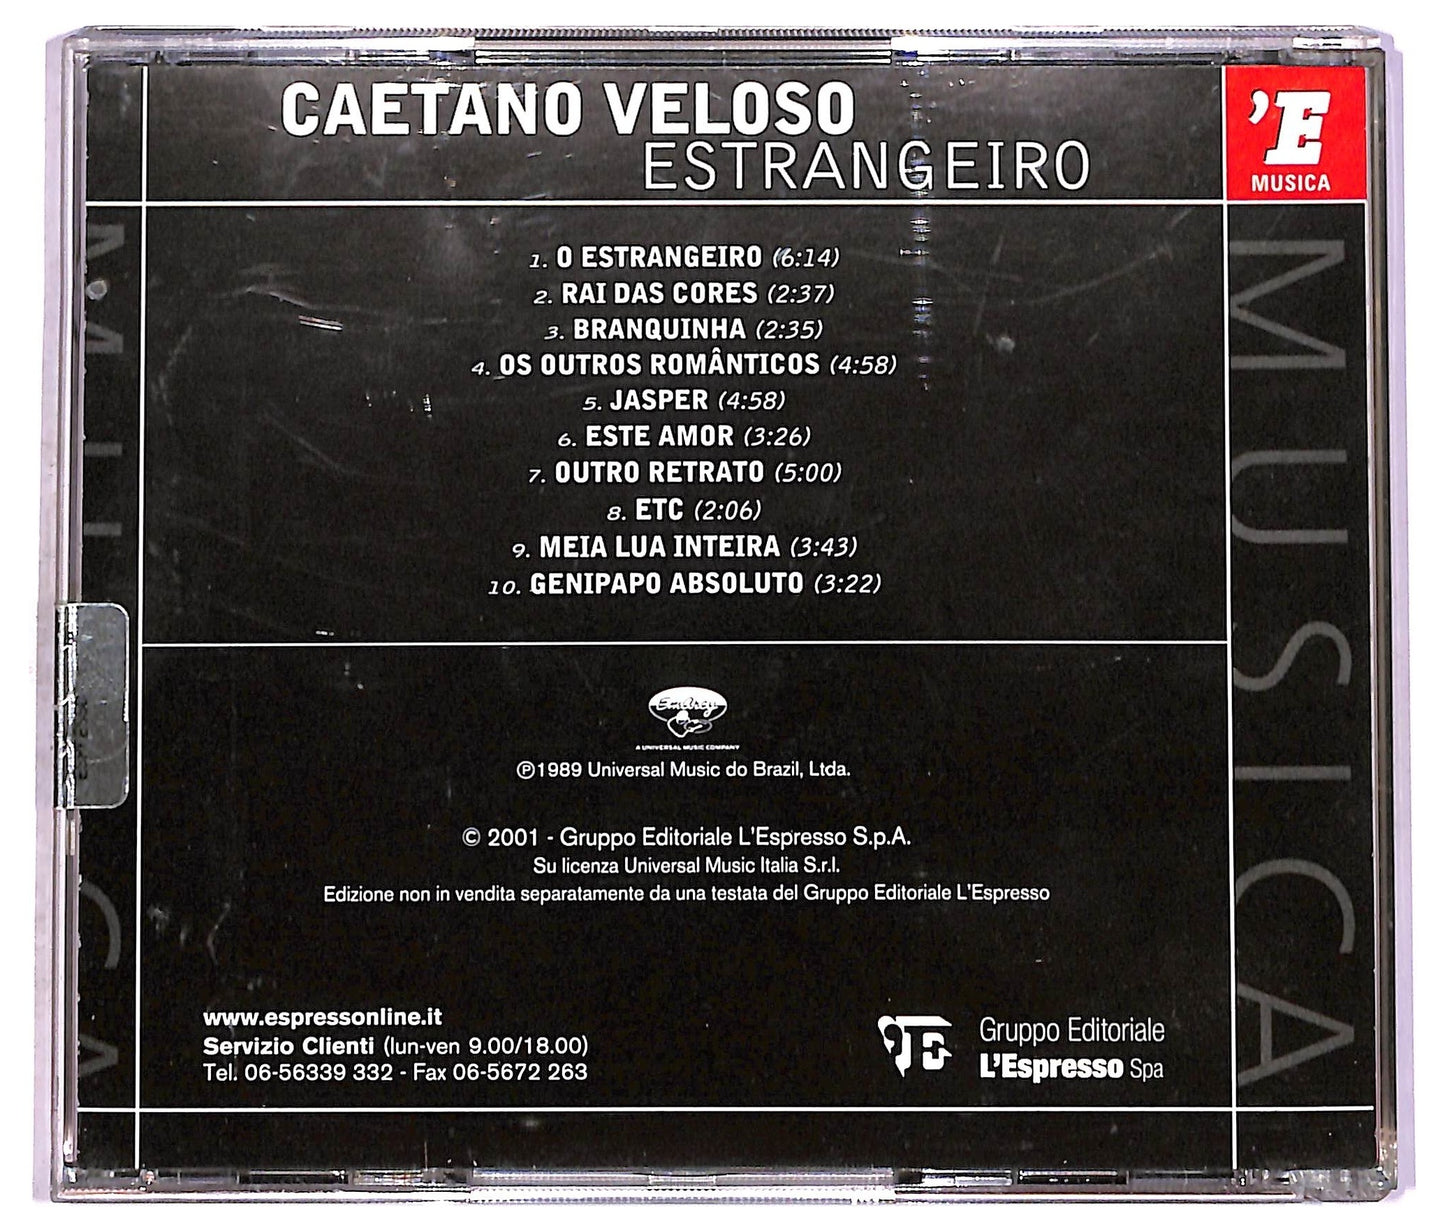 CAETANO VELOSO
ESTRANGEIRO
'E
MUSICA
1. O ESTRANGEIRO (6:14)
2. RAI DAS CORES (2:37)
3. BRANQUINHA (2:35)
4. OS OUTROS ROMÂNTICOS (4:58)
5. JASPER (4:58)
6. ESTE AMOR (3:26)
7. OUTRO RETRATO (5:00)
8. ETC (2:06)
9. MEIA LUA INTEIRA (3:43)
10. GENIPAPO ABSOLUTO (3:22)
MUSICA
EmArcy
A UNIVERSAL MUSIC COMPANY
℗1989 Universal Music do Brazil, Ltda.
© 2001 - Gruppo Editoriale L'Espresso S.p.A.
Su licenza Universal Music Italia S.r.l.
Edizione non in vendita separatamente da una testata del Gruppo Editoriale L'Espresso
www.espressonline.it
Servizio Clienti (lun-ven 9.00/18.00)
Tel. 06-56339 332 - Fax 06-5672 263
Gruppo Editoriale
L'Espresso Spa